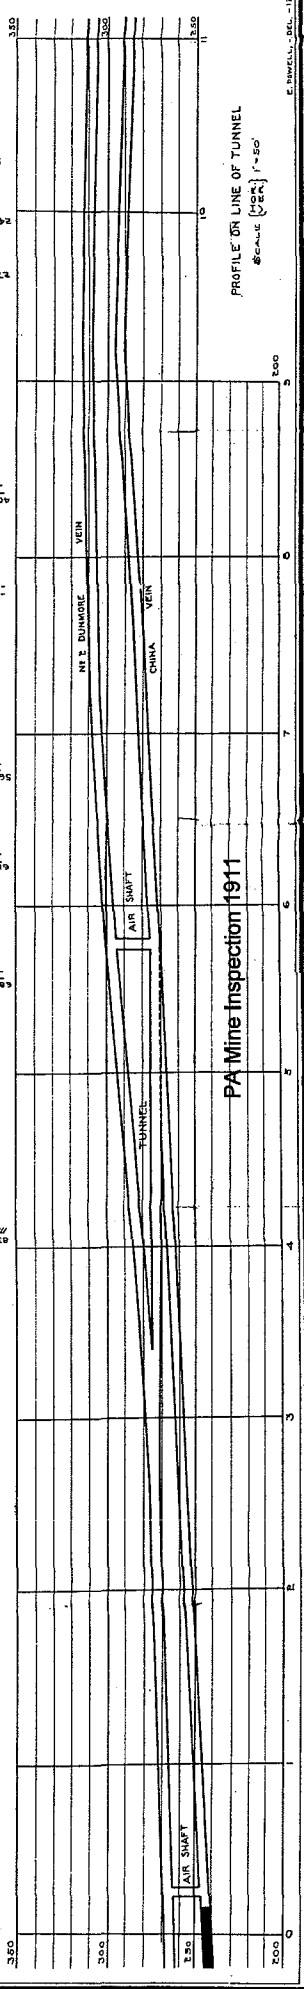 350
300
250
200
AIR SHAFT
TUNNEL
AIR SHAFT
Nº 2 DUNMORE VEIN
CHINA VEIN
350
300
250
200
0 1 2 3 4 5 6 7 8 9 10 11
PA Mine Inspection 1911
PROFILE ON LINE OF TUNNEL
SCALE {HOR. VER.} 1"=50'
E. POWELL, - DEL.